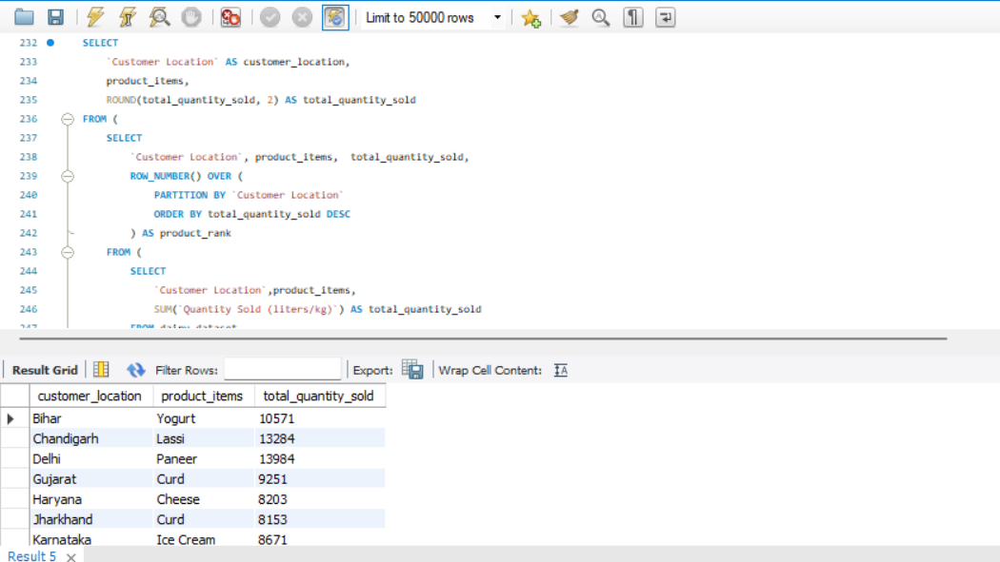 Limit to 50000 rows
232 SELECT
233 `Customer Location` AS customer_location,
234 product_items,
235 ROUND(total_quantity_sold, 2) AS total_quantity_sold
236 FROM (
237 SELECT
238 `Customer Location`, product_items, total_quantity_sold,
239 ROW_NUMBER() OVER (
240 PARTITION BY `Customer Location`
241 ORDER BY total_quantity_sold DESC
242 ) AS product_rank
243 FROM (
244 SELECT
245 `Customer Location`,product_items,
246 SUM(`Quantity Sold (liters/kg)`) AS total_quantity_sold
247 FROM dairy_dataset
Result Grid Filter Rows: Export: Wrap Cell Content: IA
customer_location product_items total_quantity_sold
Bihar Yogurt 10571
Chandigarh Lassi 13284
Delhi Paneer 13984
Gujarat Curd 9251
Haryana Cheese 8203
Jharkhand Curd 8153
Karnataka Ice Cream 8671
Result 5